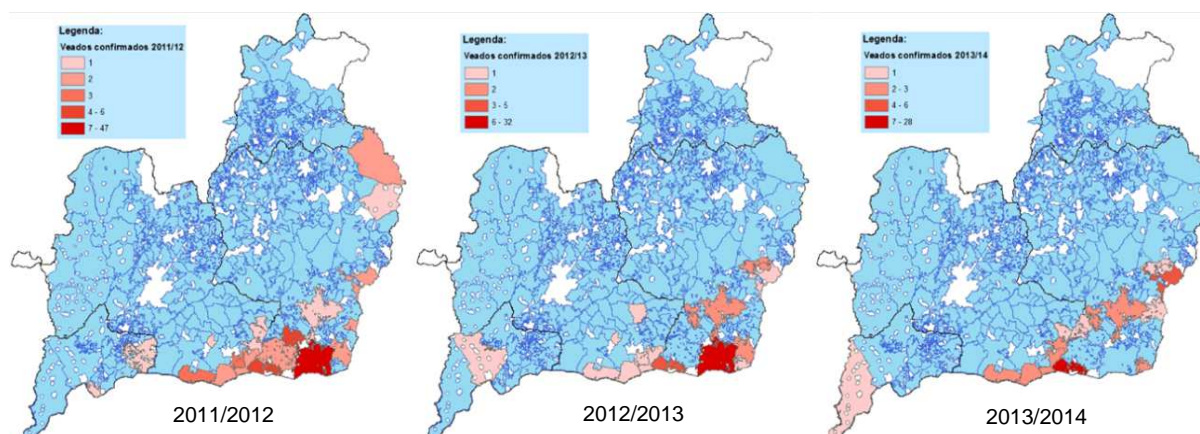 Legenda:
Veados confirmados 2011/12
1
2
3
4 - 5
7 - 47
2011/2012
Legenda:
Veados confirmados 2012/13
1
2
3 - 5
6 - 32
2012/2013
Legenda:
Veados confirmados 2013/14
1
2 - 3
4 - 6
7 - 28
2013/2014